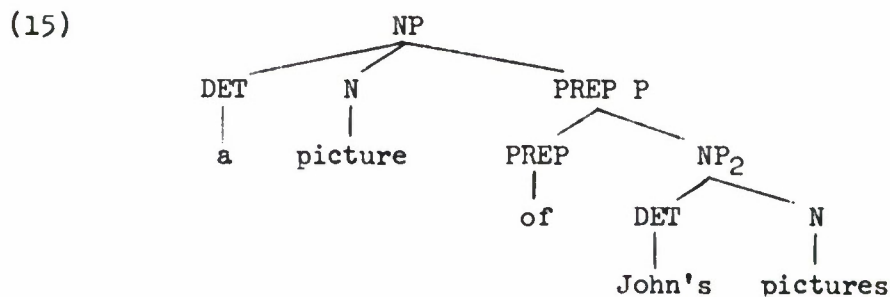 (15) NP
DET N PREP P
a picture PREP NP2
of DET N
John's pictures